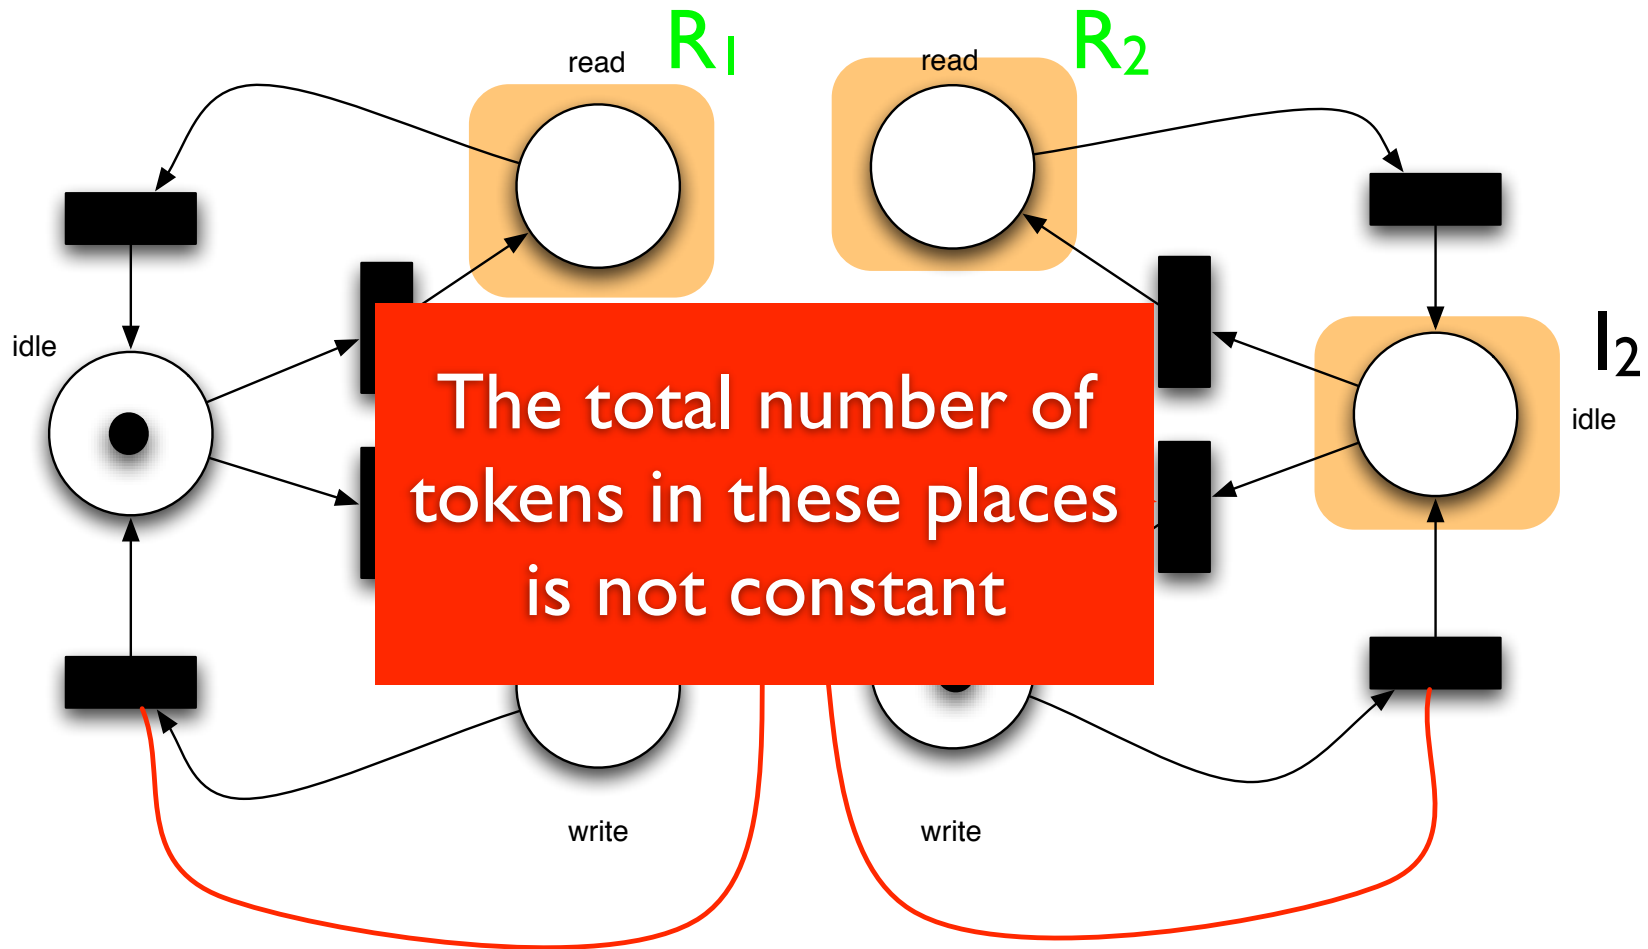 read R1
read R2
idle
I2
idle
The total number of
tokens in these places
is not constant
write
write